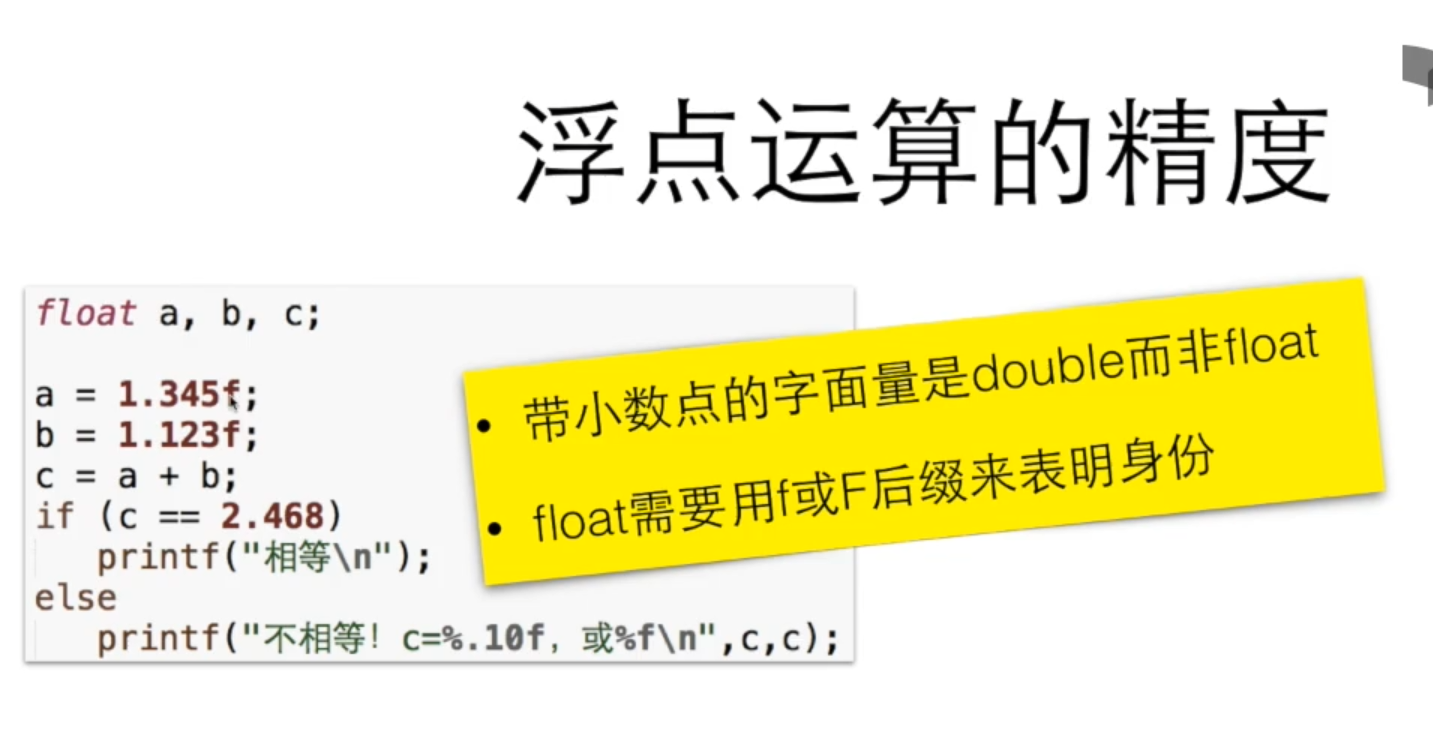 浮点运算的精度
float a, b, c;
a = 1.345f;
b = 1.123f;
c = a + b;
if (c == 2.468)
printf("相等\n");
else
printf("不相等！c=%.10f，或%f\n",c,c);
• 带小数点的字面量是double而非float
• float需要用f或F后缀来表明身份